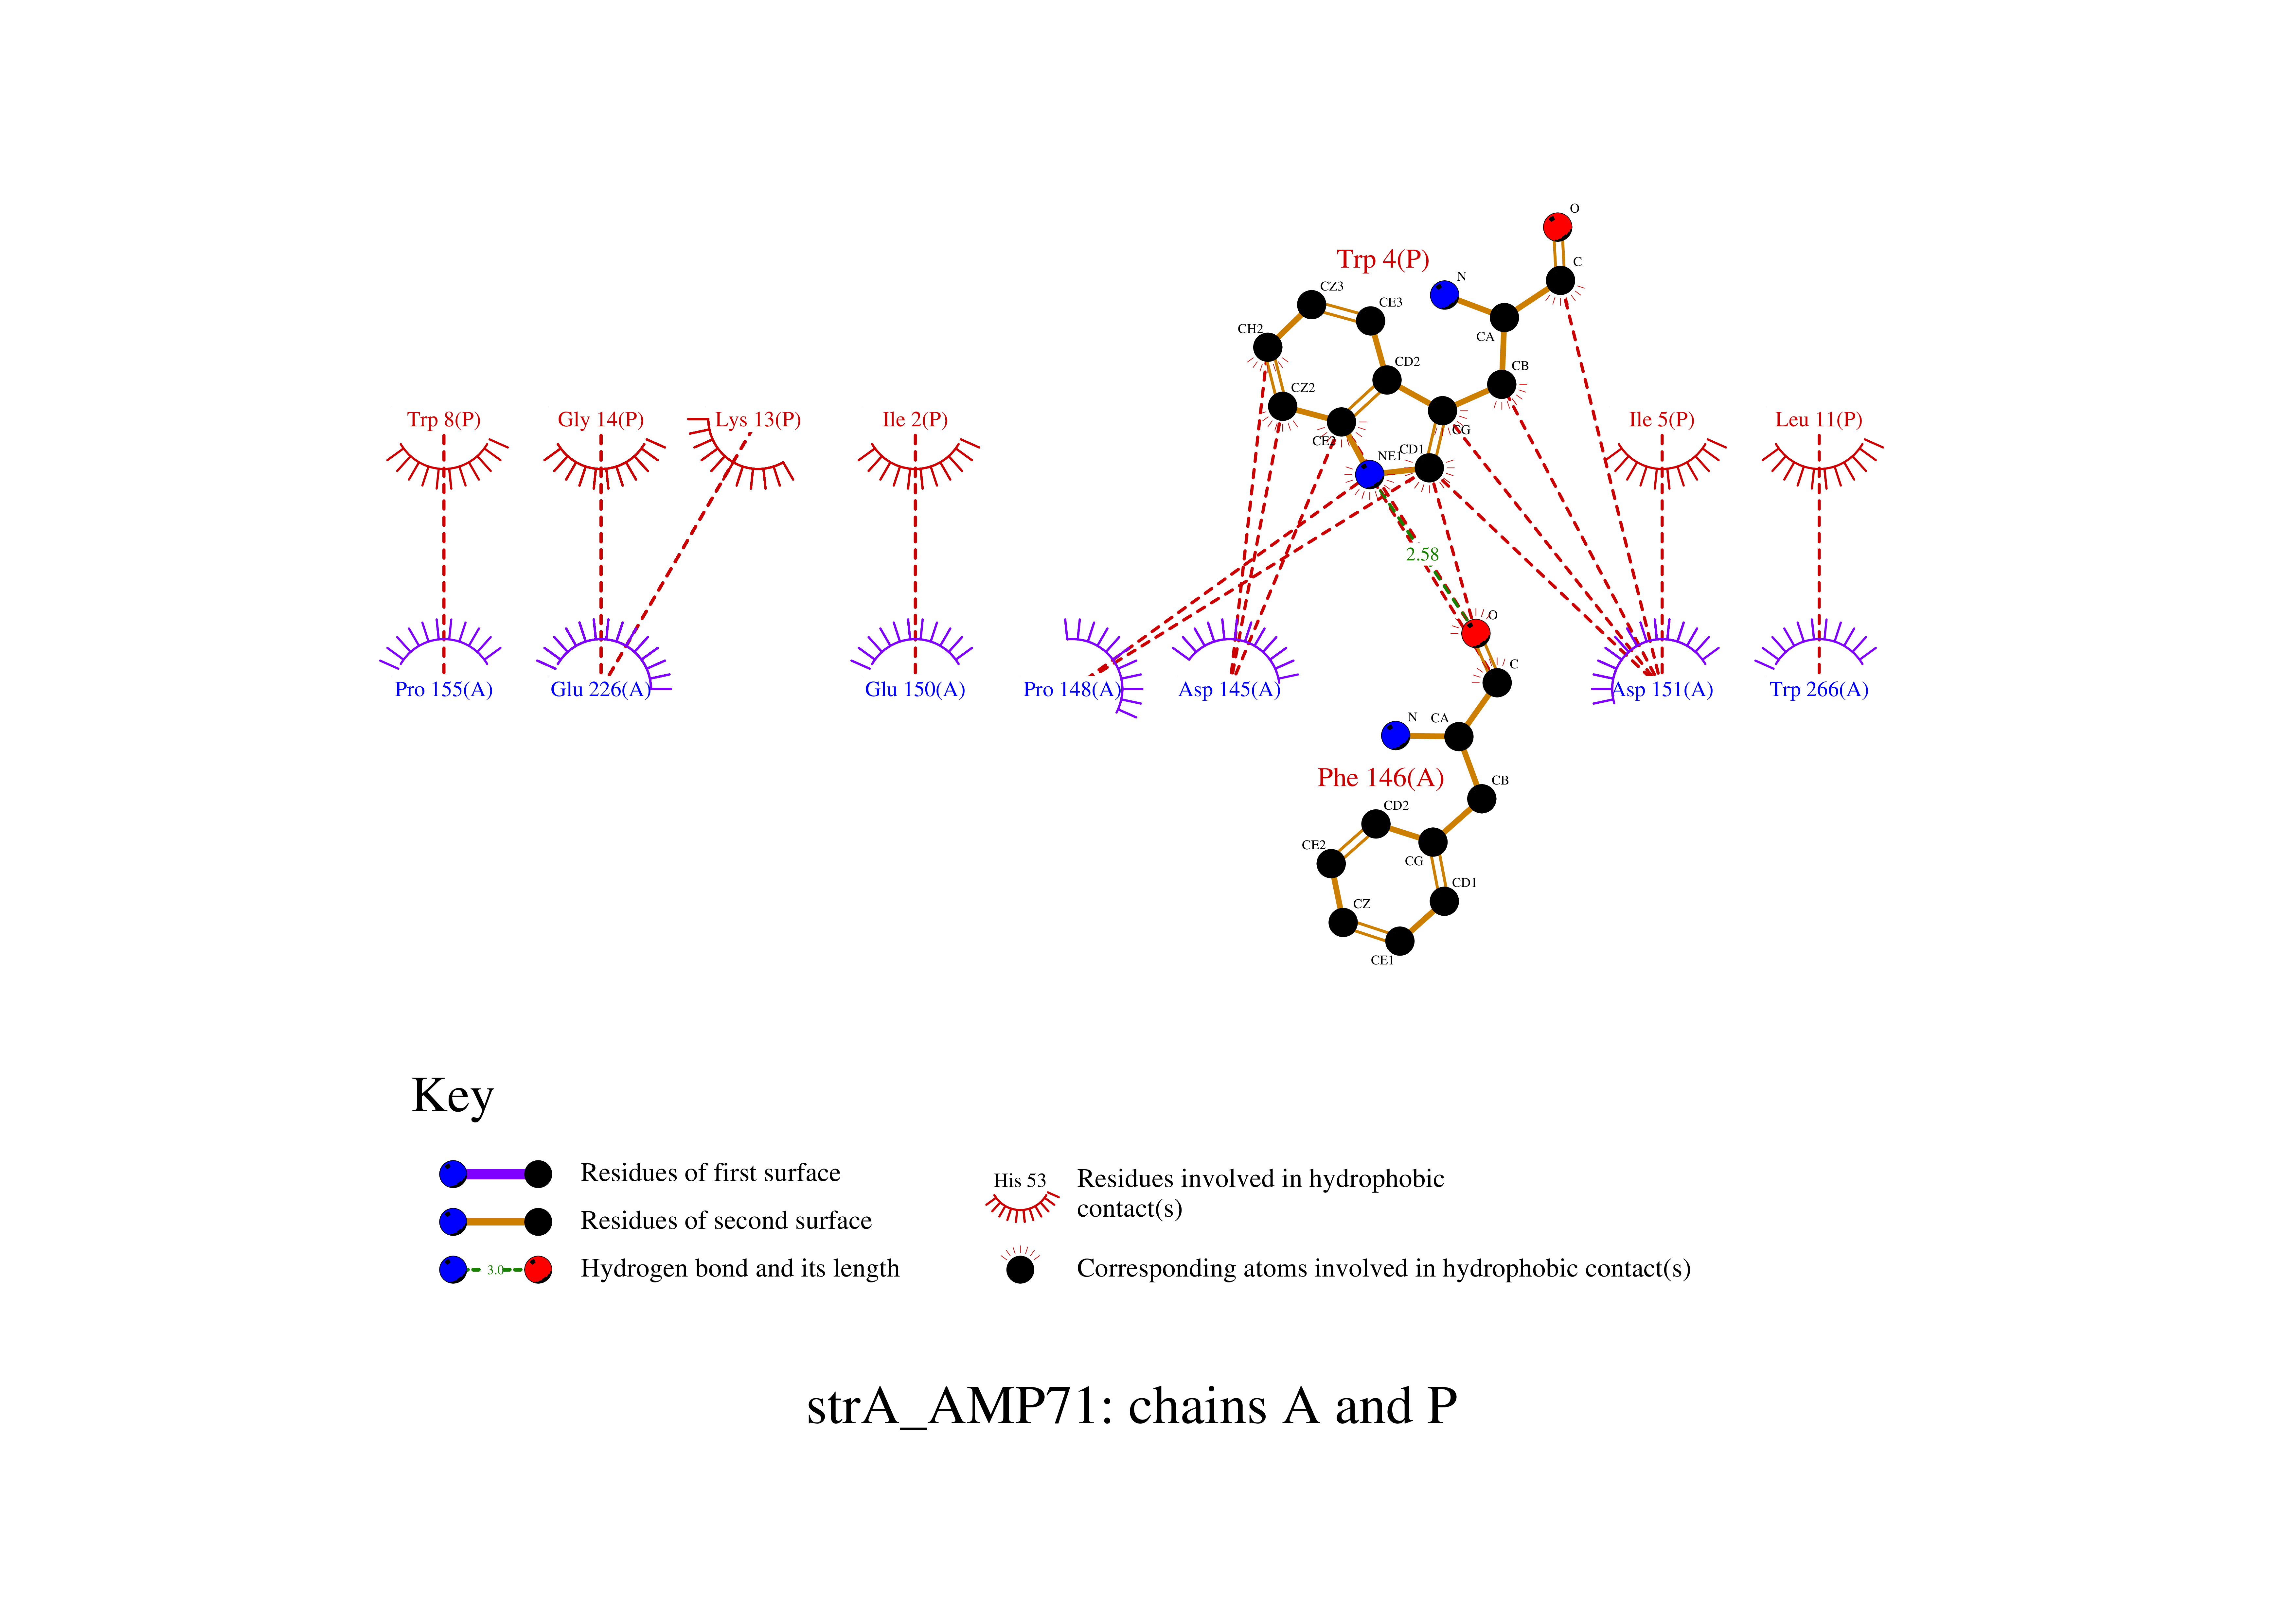 O
C
Trp 4(P)
N
CZ3
CE3
CA
CH2
CD2
CB
CZ2
Trp 8(P) Gly 14(P) Lys 13(P) Ile 2(P) Ile 5(P) Leu 11(P)
CG
CE2
CD1
NE1
2.58
O
C
Pro 155(A) Glu 226(A) Glu 150(A) Pro 148(A) Asp 145(A) Asp 151(A) Trp 266(A)
N
CA
Phe 146(A)
CB
CD2
CE2
CG
CD1
CZ
CE1
Key
Residues of first surface
Residues of second surface
3.0
Hydrogen bond and its length
His 53
Residues involved in hydrophobic
contact(s)
Corresponding atoms involved in hydrophobic contact(s)
strA_AMP71: chains A and P